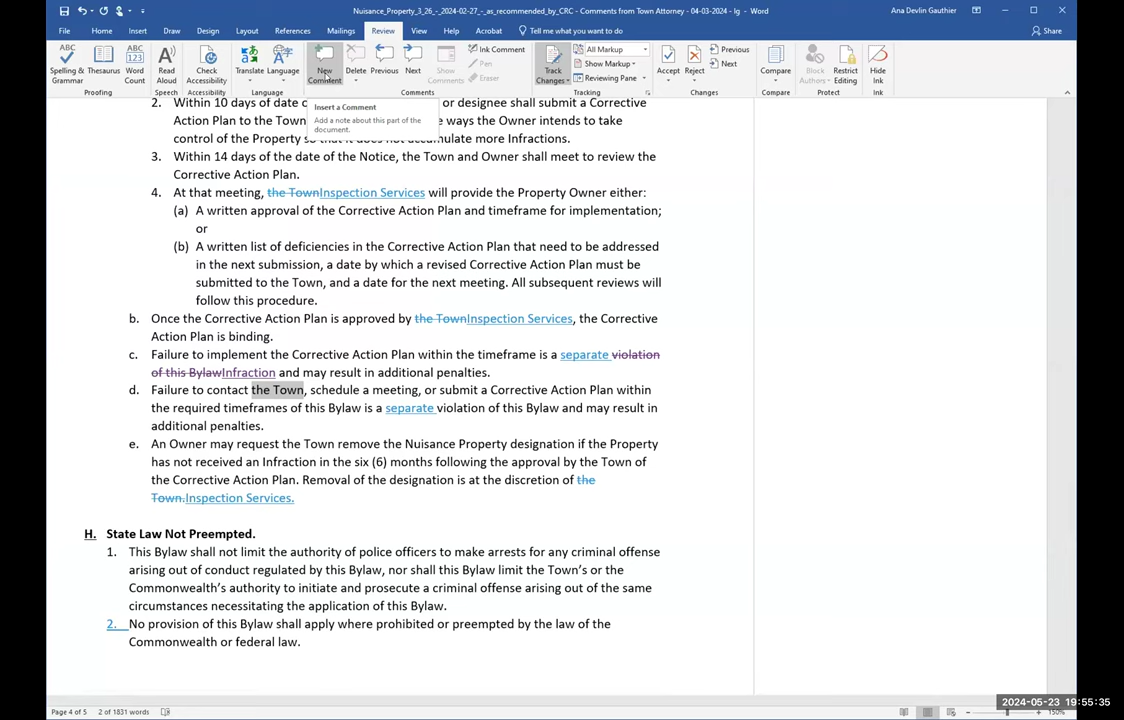 Nuisance_Property_3_26_-_2024-02-27_-_as_recommended_by_CRC - Comments from Town Attorney - 04-03-2024 - lg - Word
Ana Devlin Gauthier
File Home Insert Draw Design Layout References Mailings Review View Help Acrobat Tell me what you want to do Share
Spelling & Grammar
Thesaurus
Word Count
Read Aloud
Check Accessibility
Translate
Language
New Comment
Delete
Previous
Next
Show Comments
Ink Comment
Pen
Eraser
Track Changes
All Markup
Show Markup
Reviewing Pane
Accept
Reject
Previous
Next
Compare
Block Authors
Restrict Editing
Hide Ink
Proofing Speech Accessibility Language Comments Tracking Changes Compare Protect Ink
Insert a Comment
Add a note about this part of the
document.
2. Within 10 days of date o or designee shall submit a Corrective
Action Plan to the Town ways the Owner intends to take
control of the Property so that it does not accumulate more Infractions.
3. Within 14 days of the date of the Notice, the Town and Owner shall meet to review the
Corrective Action Plan.
4. At that meeting, the TownInspection Services will provide the Property Owner either:
(a) A written approval of the Corrective Action Plan and timeframe for implementation;
or
(b) A written list of deficiencies in the Corrective Action Plan that need to be addressed
in the next submission, a date by which a revised Corrective Action Plan must be
submitted to the Town, and a date for the next meeting. All subsequent reviews will
follow this procedure.
b. Once the Corrective Action Plan is approved by the TownInspection Services, the Corrective
Action Plan is binding.
c. Failure to implement the Corrective Action Plan within the timeframe is a separate violation
of this BylawInfraction and may result in additional penalties.
d. Failure to contact the Town, schedule a meeting, or submit a Corrective Action Plan within
the required timeframes of this Bylaw is a separate violation of this Bylaw and may result in
additional penalties.
e. An Owner may request the Town remove the Nuisance Property designation if the Property
has not received an Infraction in the six (6) months following the approval by the Town of
the Corrective Action Plan. Removal of the designation is at the discretion of the
Town.Inspection Services.
H. State Law Not Preempted.
1. This Bylaw shall not limit the authority of police officers to make arrests for any criminal offense
arising out of conduct regulated by this Bylaw, nor shall this Bylaw limit the Town's or the
Commonwealth's authority to initiate and prosecute a criminal offense arising out of the same
circumstances necessitating the application of this Bylaw.
2. No provision of this Bylaw shall apply where prohibited or preempted by the law of the
Commonwealth or federal law.
Page 4 of 5 2 of 1831 words
150%
2024-05-23 19:55:35